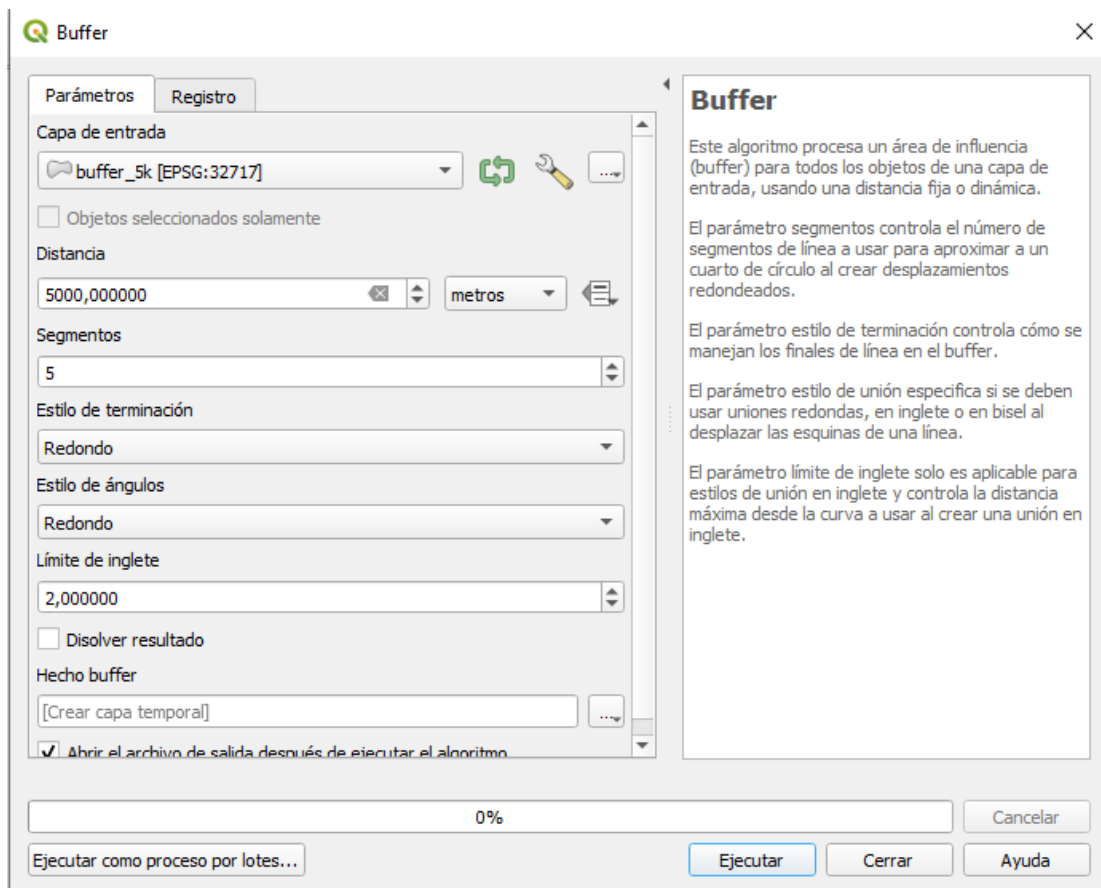 Buffer
Parámetros
Registro
Capa de entrada
buffer_5k [EPSG:32717]
...
Objetos seleccionados solamente
Distancia
5000,000000
metros
Segmentos
5
Estilo de terminación
Redondo
Estilo de ángulos
Redondo
Límite de inglete
2,000000
Disolver resultado
Hecho buffer
[Crear capa temporal]
...
Abrir el archivo de salida después de ejecutar el algoritmo
Buffer
Este algoritmo procesa un área de influencia
(buffer) para todos los objetos de una capa de
entrada, usando una distancia fija o dinámica.
El parámetro segmentos controla el número de
segmentos de línea a usar para aproximar a un
cuarto de círculo al crear desplazamientos
redondeados.
El parámetro estilo de terminación controla cómo se
manejan los finales de línea en el buffer.
El parámetro estilo de unión especifica si se deben
usar uniones redondas, en inglete o en bisel al
desplazar las esquinas de una línea.
El parámetro límite de inglete solo es aplicable para
estilos de unión en inglete y controla la distancia
máxima desde la curva a usar al crear una unión en
inglete.
0%
Cancelar
Ejecutar como proceso por lotes...
Ejecutar
Cerrar
Ayuda